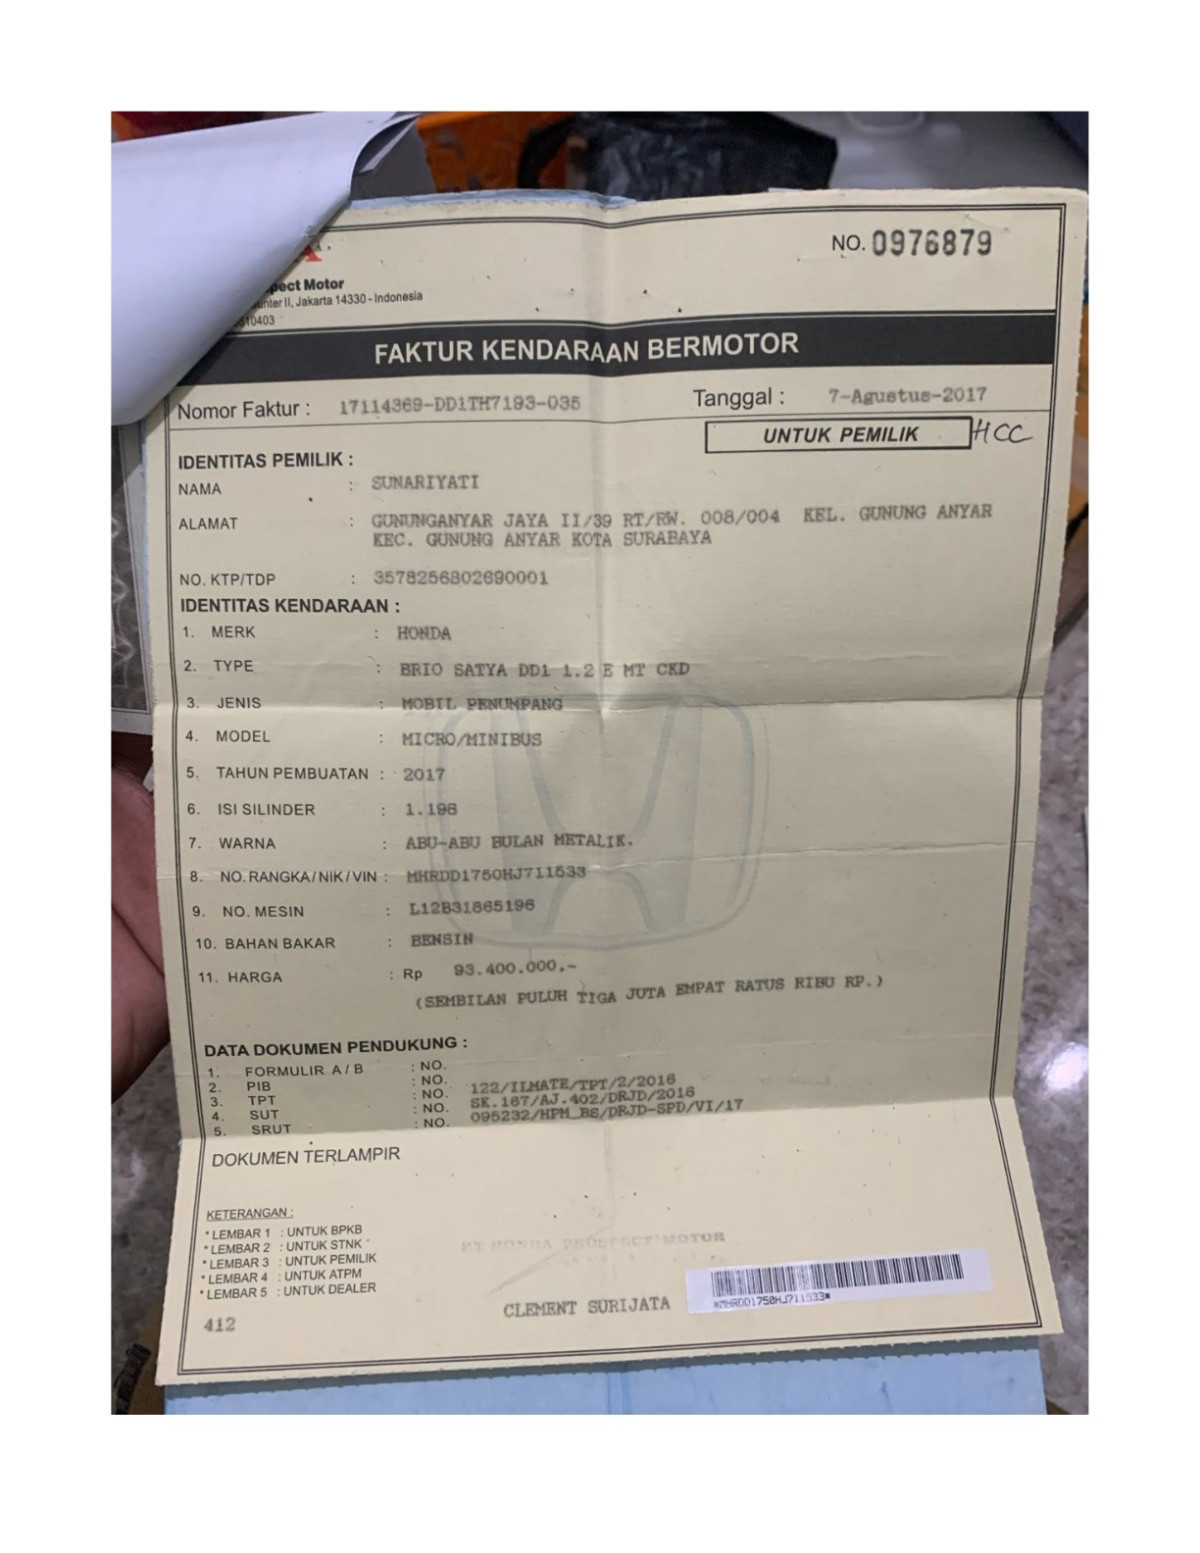 NO. 0976879
pect Motor
unter II, Jakarta 14330 - Indonesia
510403
FAKTUR KENDARAAN BERMOTOR
Nomor Faktur : 17114369-DD1TH7193-035 Tanggal : 7-Agustus-2017
UNTUK PEMILIK HCC
IDENTITAS PEMILIK :
NAMA : SUNARIYATI
ALAMAT : GUNUNGANYAR JAYA II/39 RT/RW. 008/004 KEL. GUNUNG ANYAR
KEC. GUNUNG ANYAR KOTA SURABAYA
NO. KTP/TDP : 3578256802690001
IDENTITAS KENDARAAN :
1. MERK : HONDA
2. TYPE : BRIO SATYA DD1 1.2 E MT CKD
3. JENIS : MOBIL PENUMPANG
4. MODEL : MICRO/MINIBUS
5. TAHUN PEMBUATAN : 2017
6. ISI SILINDER : 1.198
7. WARNA : ABU-ABU BULAN METALIK.
8. NO. RANGKA/NIK/VIN : MHRDD1750HJ711533
9. NO. MESIN : L12B31865196
10. BAHAN BAKAR : BENSIN
11. HARGA : Rp 93.400.000,-
(SEMBILAN PULUH TIGA JUTA EMPAT RATUS RIBU RP.)
DATA DOKUMEN PENDUKUNG :
1. FORMULIR A / B : NO.
2. PIB : NO.
3. TPT : NO. 122/ILMATE/TPT/2/2016
4. SUT : NO. SK.167/AJ.402/DRJD/2016
5. SRUT : NO. 095232/HPM_BS/DRJD-SPD/VI/17
DOKUMEN TERLAMPIR
KETERANGAN :
* LEMBAR 1 : UNTUK BPKB
* LEMBAR 2 : UNTUK STNK
* LEMBAR 3 : UNTUK PEMILIK
* LEMBAR 4 : UNTUK ATPM
* LEMBAR 5 : UNTUK DEALER
PT HONDA PROSPECT MOTOR
*MHRDD1750HJ711533*
CLEMENT SURIJATA
412